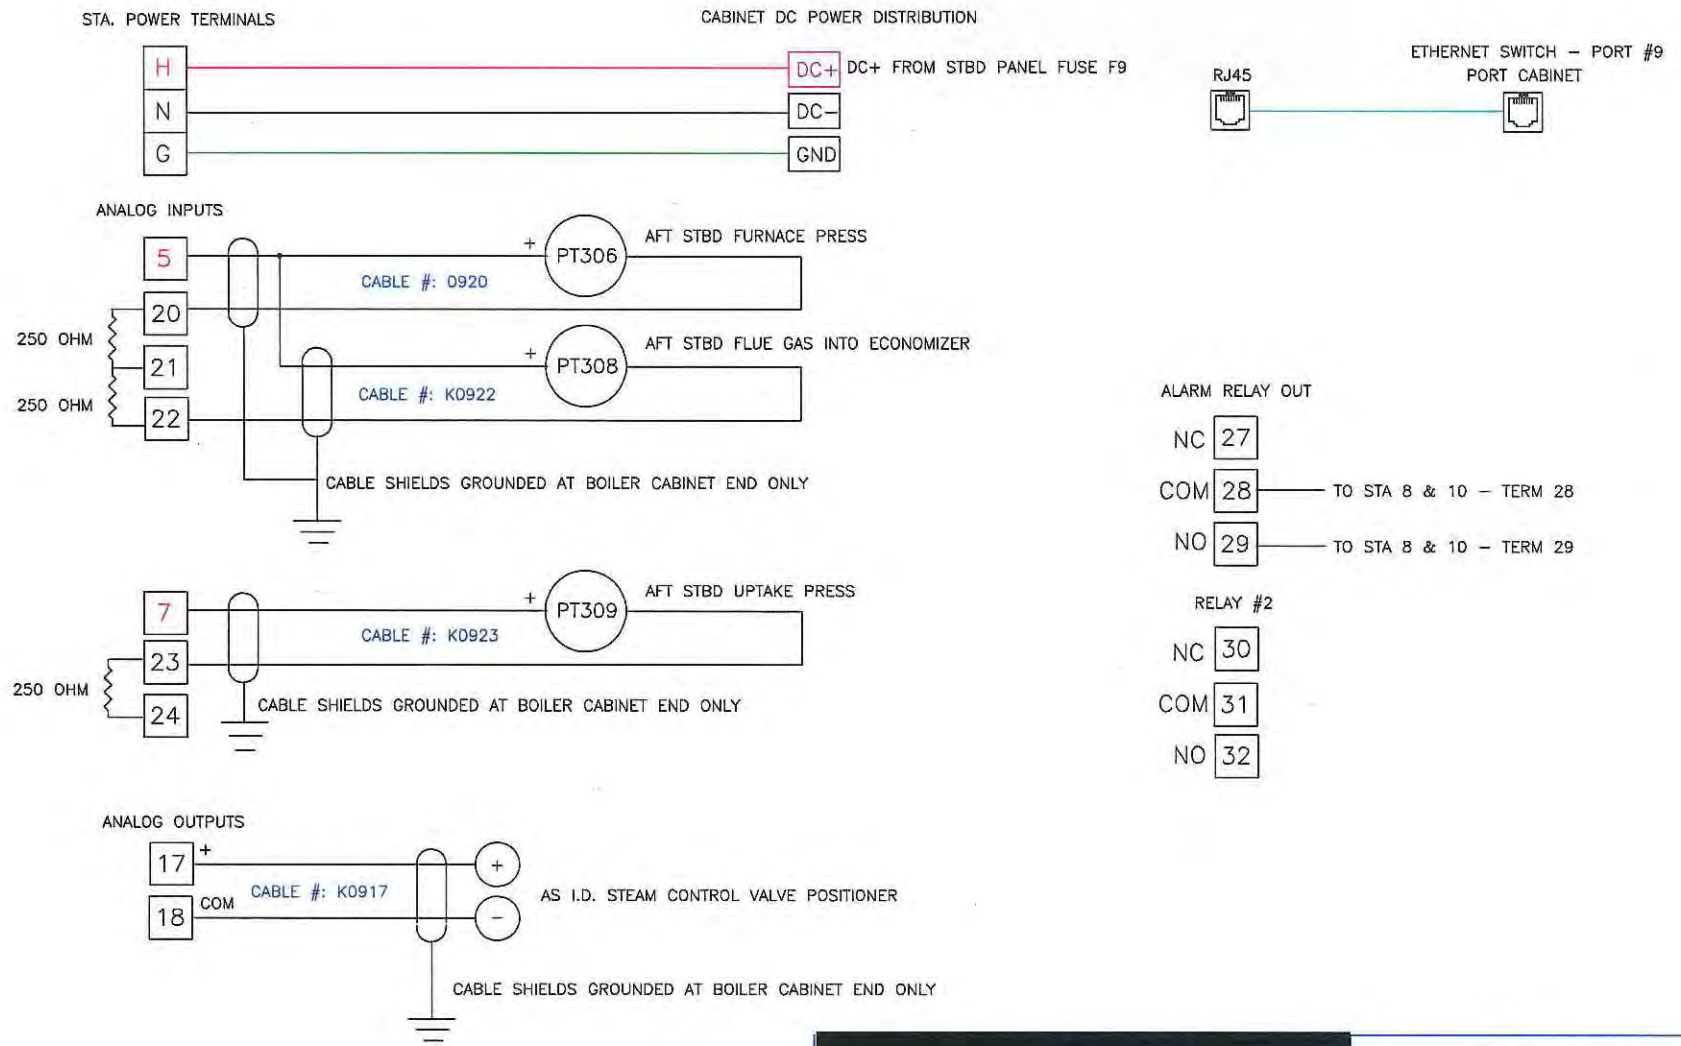 STA. POWER TERMINALS
CABINET DC POWER DISTRIBUTION
H
DC+
DC+ FROM STBD PANEL FUSE F9
N
DC-
G
GND
ETHERNET SWITCH - PORT #9
PORT CABINET
RJ45
ANALOG INPUTS
5
+
PT306
AFT STBD FURNACE PRESS
CABLE #: 0920
20
250 OHM
21
+
PT308
AFT STBD FLUE GAS INTO ECONOMIZER
CABLE #: K0922
250 OHM
22
CABLE SHIELDS GROUNDED AT BOILER CABINET END ONLY
7
+
PT309
AFT STBD UPTAKE PRESS
CABLE #: K0923
23
250 OHM
24
CABLE SHIELDS GROUNDED AT BOILER CABINET END ONLY
ANALOG OUTPUTS
17 +
+
CABLE #: K0917
AS I.D. STEAM CONTROL VALVE POSITIONER
18 COM
-
CABLE SHIELDS GROUNDED AT BOILER CABINET END ONLY
ALARM RELAY OUT
NC 27
COM 28 TO STA 8 & 10 - TERM 28
NO 29 TO STA 8 & 10 - TERM 29
RELAY #2
NC 30
COM 31
NO 32